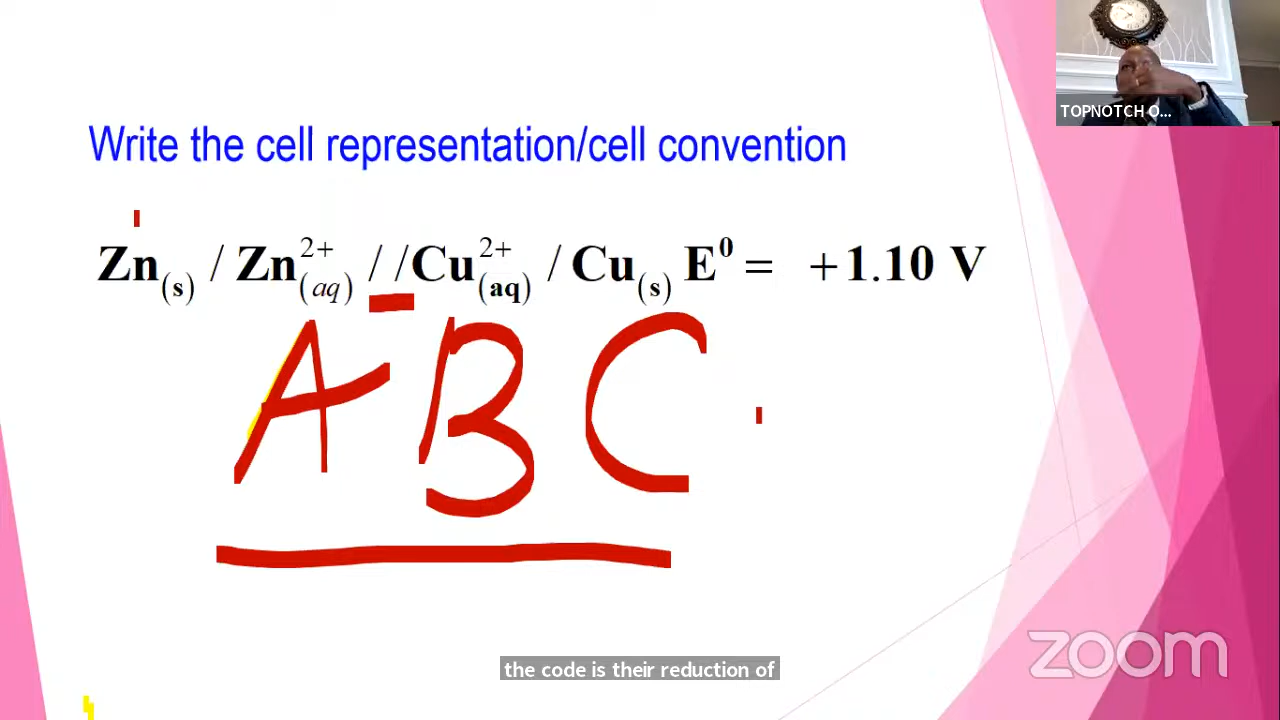 TOPNOTCH O...
Write the cell representation/cell convention
Zn(s) / Zn2+(aq) / /Cu2+(aq) / Cu(s) E0 = +1.10 V
A B C
zoom
the code is their reduction of